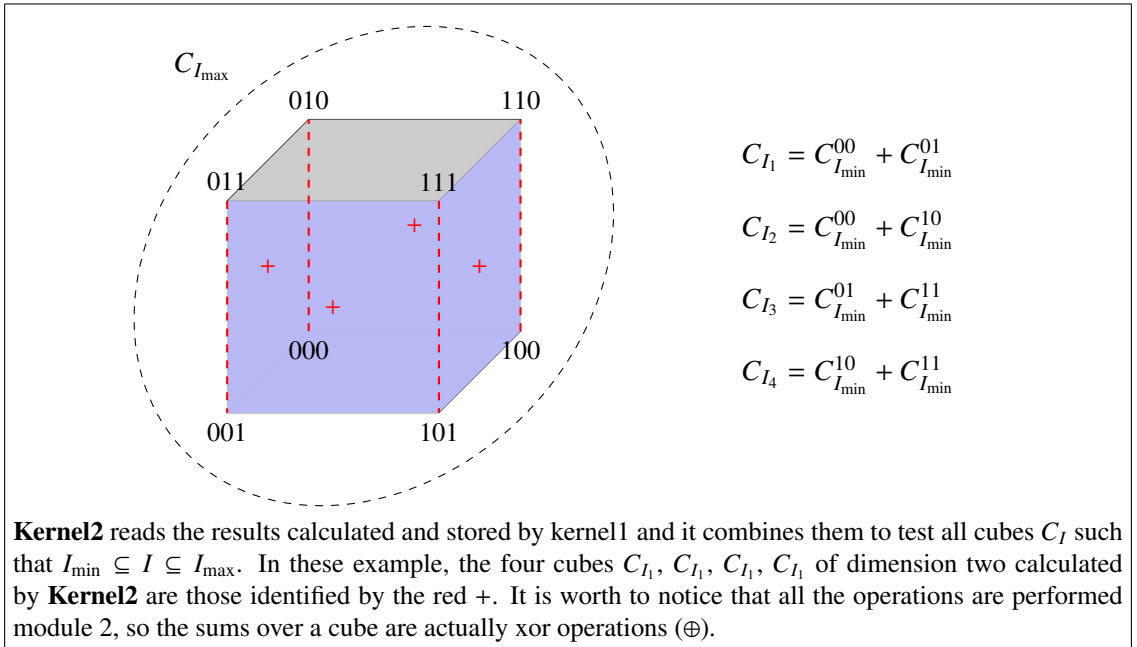 C_{I_max}
010 110
011 111
+
+ +
+
000 100
001 101
C_{I_1} = C^{00}_{I_min} + C^{01}_{I_min}
C_{I_2} = C^{00}_{I_min} + C^{10}_{I_min}
C_{I_3} = C^{01}_{I_min} + C^{11}_{I_min}
C_{I_4} = C^{10}_{I_min} + C^{11}_{I_min}
Kernel2 reads the results calculated and stored by kernel1 and it combines them to test all cubes C_I such
that I_min ⊆ I ⊆ I_max. In these example, the four cubes C_{I_1}, C_{I_1}, C_{I_1}, C_{I_1} of dimension two calculated
by Kernel2 are those identified by the red +. It is worth to notice that all the operations are performed
module 2, so the sums over a cube are actually xor operations (⊕).